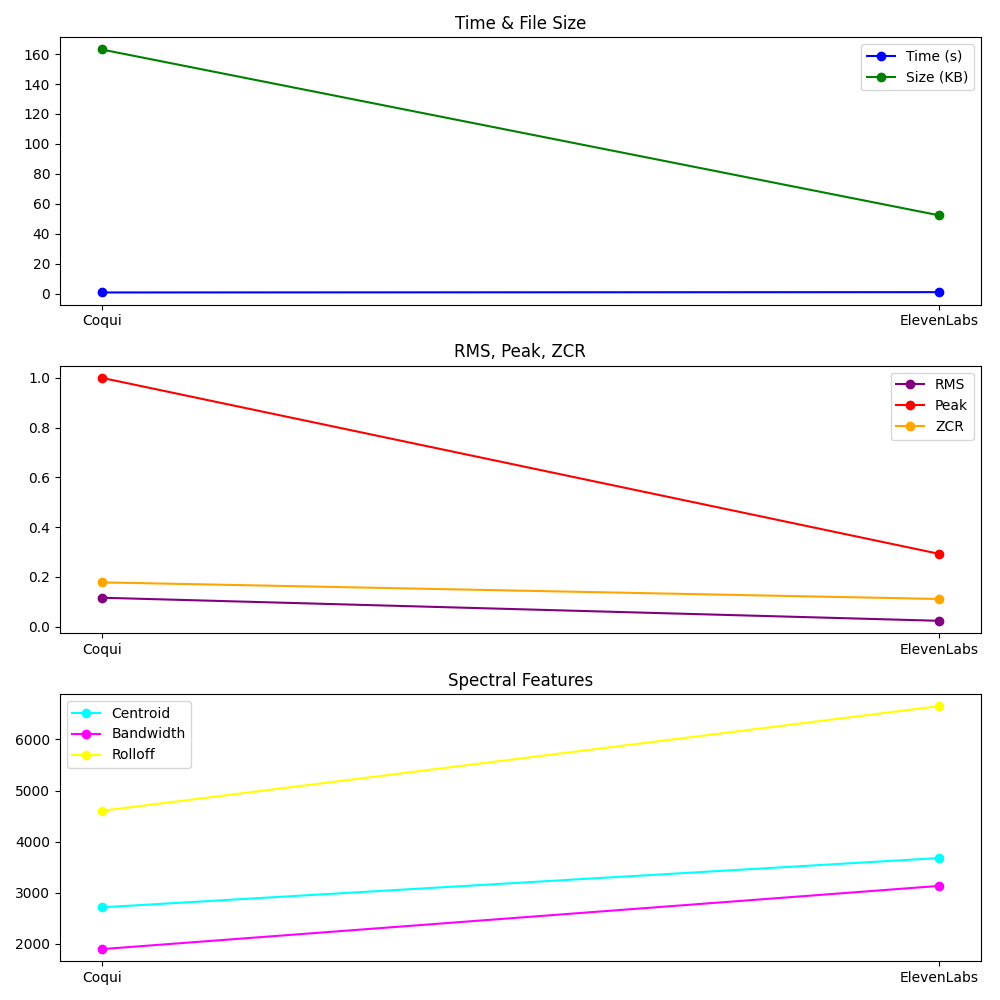 Time & File Size
160
140
120
100
80
60
40
20
0
Time (s)
Size (KB)
Coqui
ElevenLabs
RMS, Peak, ZCR
1.0
0.8
0.6
0.4
0.2
0.0
RMS
Peak
ZCR
Coqui
ElevenLabs
Spectral Features
6000
5000
4000
3000
2000
Centroid
Bandwidth
Rolloff
Coqui
ElevenLabs